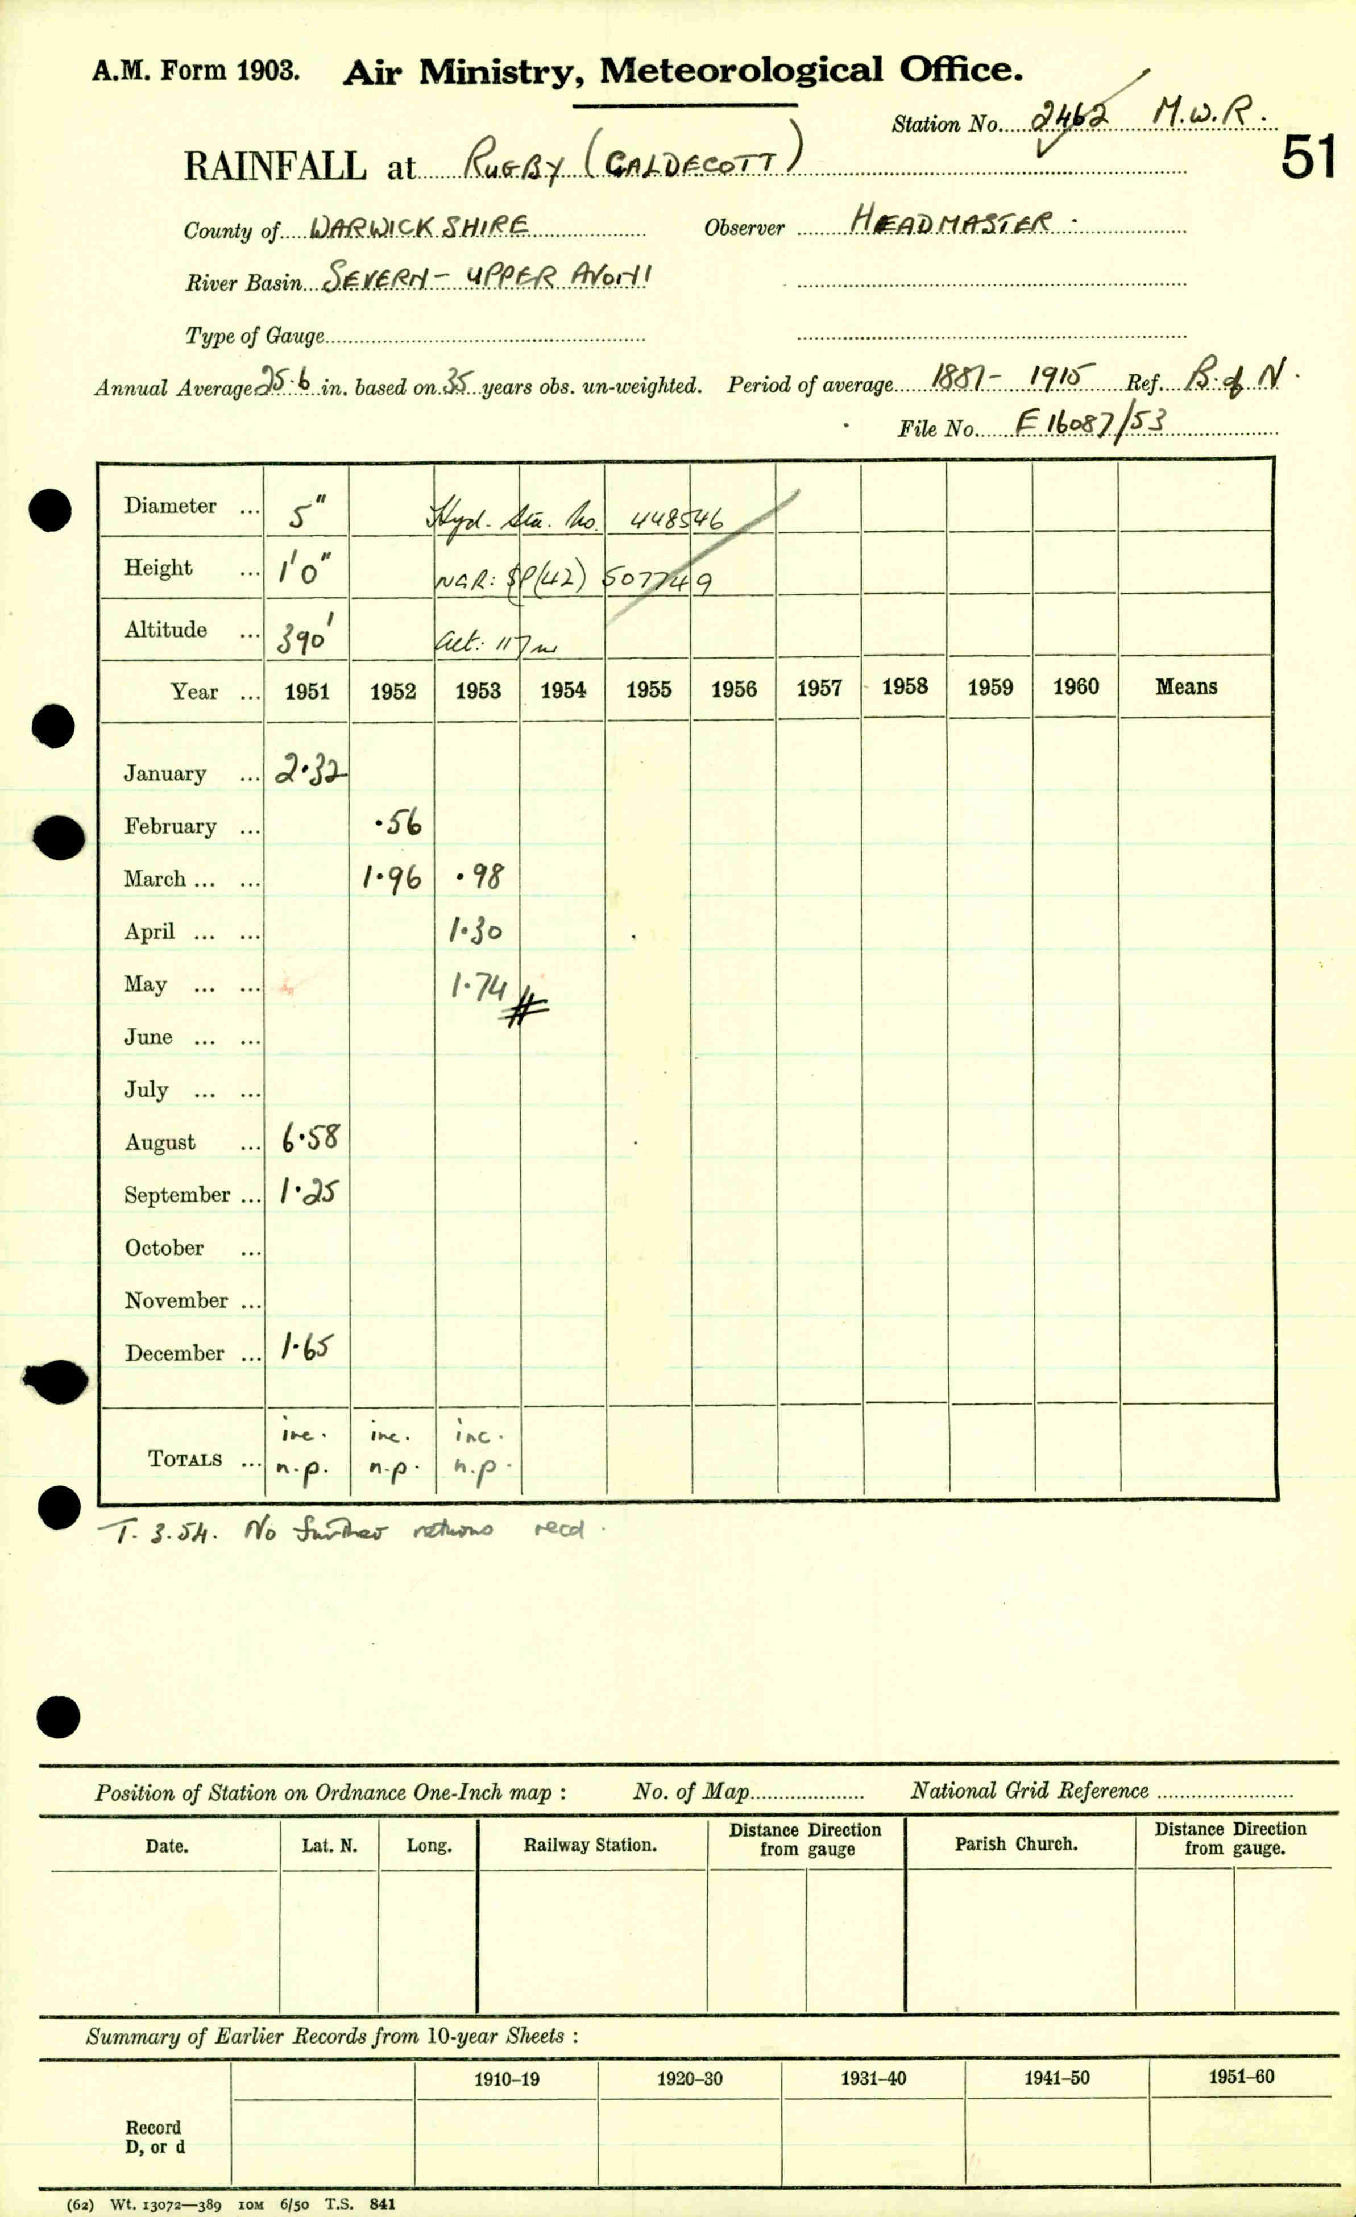 A.M. Form 1903. Air Ministry, Meteorological Office.
Station No. 2462 M.W.R.
51
RAINFALL at RUGBY (CALDECOTT)
County of WARWICKSHIRE Observer HEADMASTER.
River Basin SEVERN - UPPER AVON
Type of Gauge
Annual Average 25.6 in. based on 35 years obs. un-weighted. Period of average 1881 - 1915 Ref. B. of N.
File No. E 16087/53
Diameter ... 5" Hyd. Sta. No. 448546
Height ... 1'0" NGR: SP(42) 507749
Altitude ... 390' alt: 117m
Year ... 1951 1952 1953 1954 1955 1956 1957 1958 1959 1960 Means
January ... 2.32
February ... .56
March ... ... 1.96 .98
April ... ... 1.30
May ... ... 1.74
June ... ...
July ... ...
August ... 6.58
September ... 1.25
October ...
November ...
December ... 1.65
inc. inc. inc.
TOTALS ... n.p. n.p. n.p.
T. 3.54. No further returns recd.
Position of Station on Ordnance One-Inch map : No. of Map National Grid Reference
Date. Lat. N. Long. Railway Station. Distance Direction from gauge Parish Church. Distance Direction from gauge.
Summary of Earlier Records from 10-year Sheets :
1910–19 1920–30 1931–40 1941–50 1951–60
Record
D, or d
(62) Wt. 13072—389 10M 6/50 T.S. 841